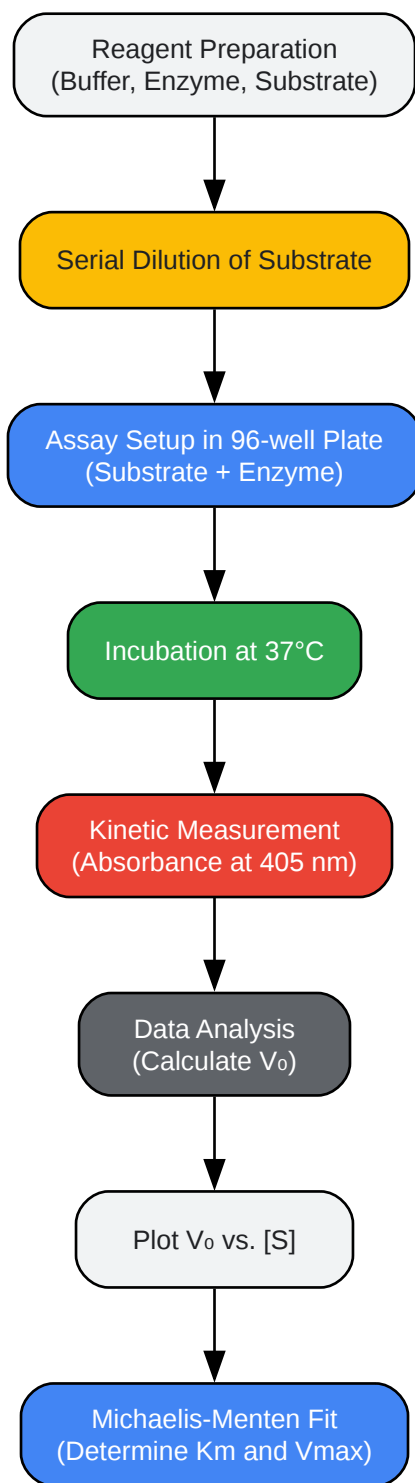 Reagent Preparation
(Buffer, Enzyme, Substrate)
Serial Dilution of Substrate
Assay Setup in 96-well Plate
(Substrate + Enzyme)
Incubation at 37°C
Kinetic Measurement
(Absorbance at 405 nm)
Data Analysis
(Calculate V₀)
Plot V₀ vs. [S]
Michaelis-Menten Fit
(Determine Km and Vmax)